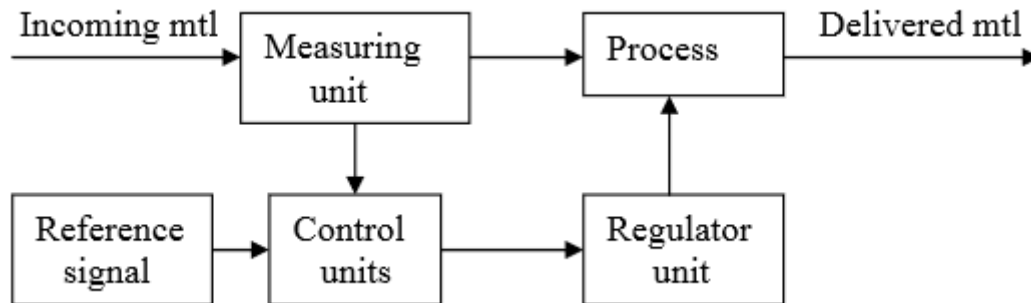 Incoming mtl
Measuring
unit
Process
Delivered mtl
Reference
signal
Control
units
Regulator
unit